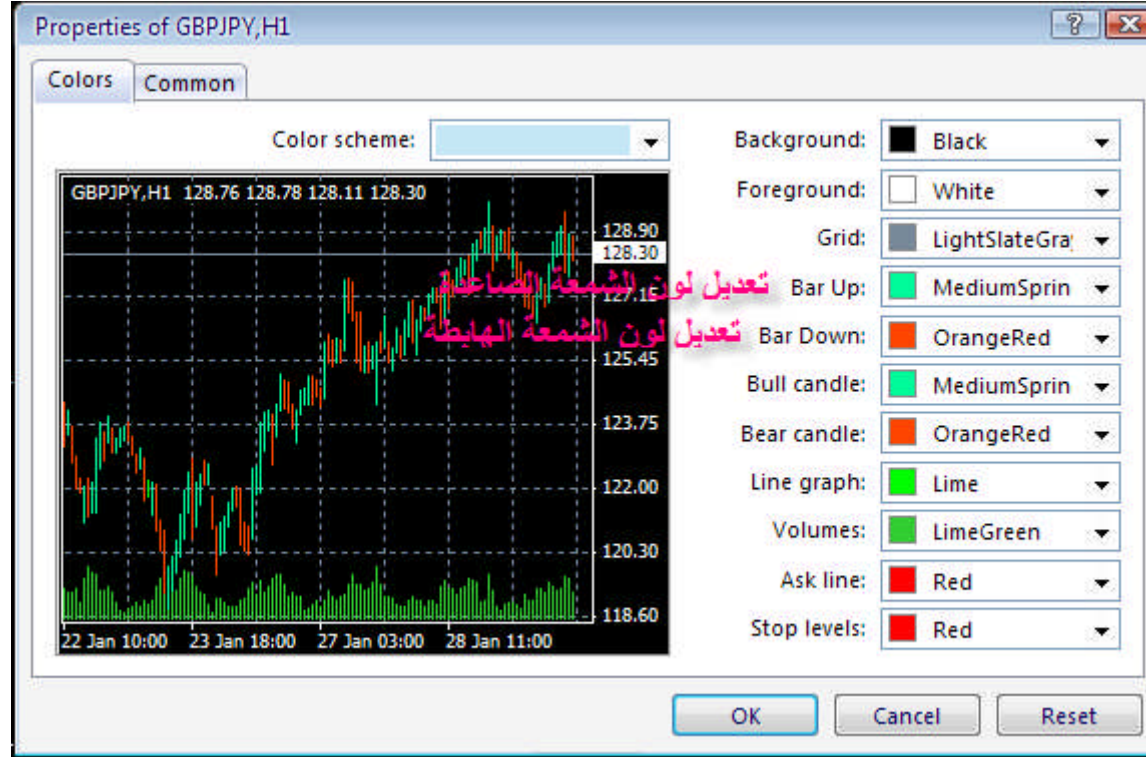 Properties of GBPJPY,H1
Colors Common
Color scheme:
GBPJPY,H1 128.76 128.78 128.11 128.30
128.90
128.30
127.15
125.45
123.75
122.00
120.30
118.60
22 Jan 10:00 23 Jan 18:00 27 Jan 03:00 28 Jan 11:00
تعديل لون الشمعة الصاعدة
تعديل لون الشمعة الهابطة
Background: Black
Foreground: White
Grid: LightSlateGra
Bar Up: MediumSprin
Bar Down: OrangeRed
Bull candle: MediumSprin
Bear candle: OrangeRed
Line graph: Lime
Volumes: LimeGreen
Ask line: Red
Stop levels: Red
OK Cancel Reset